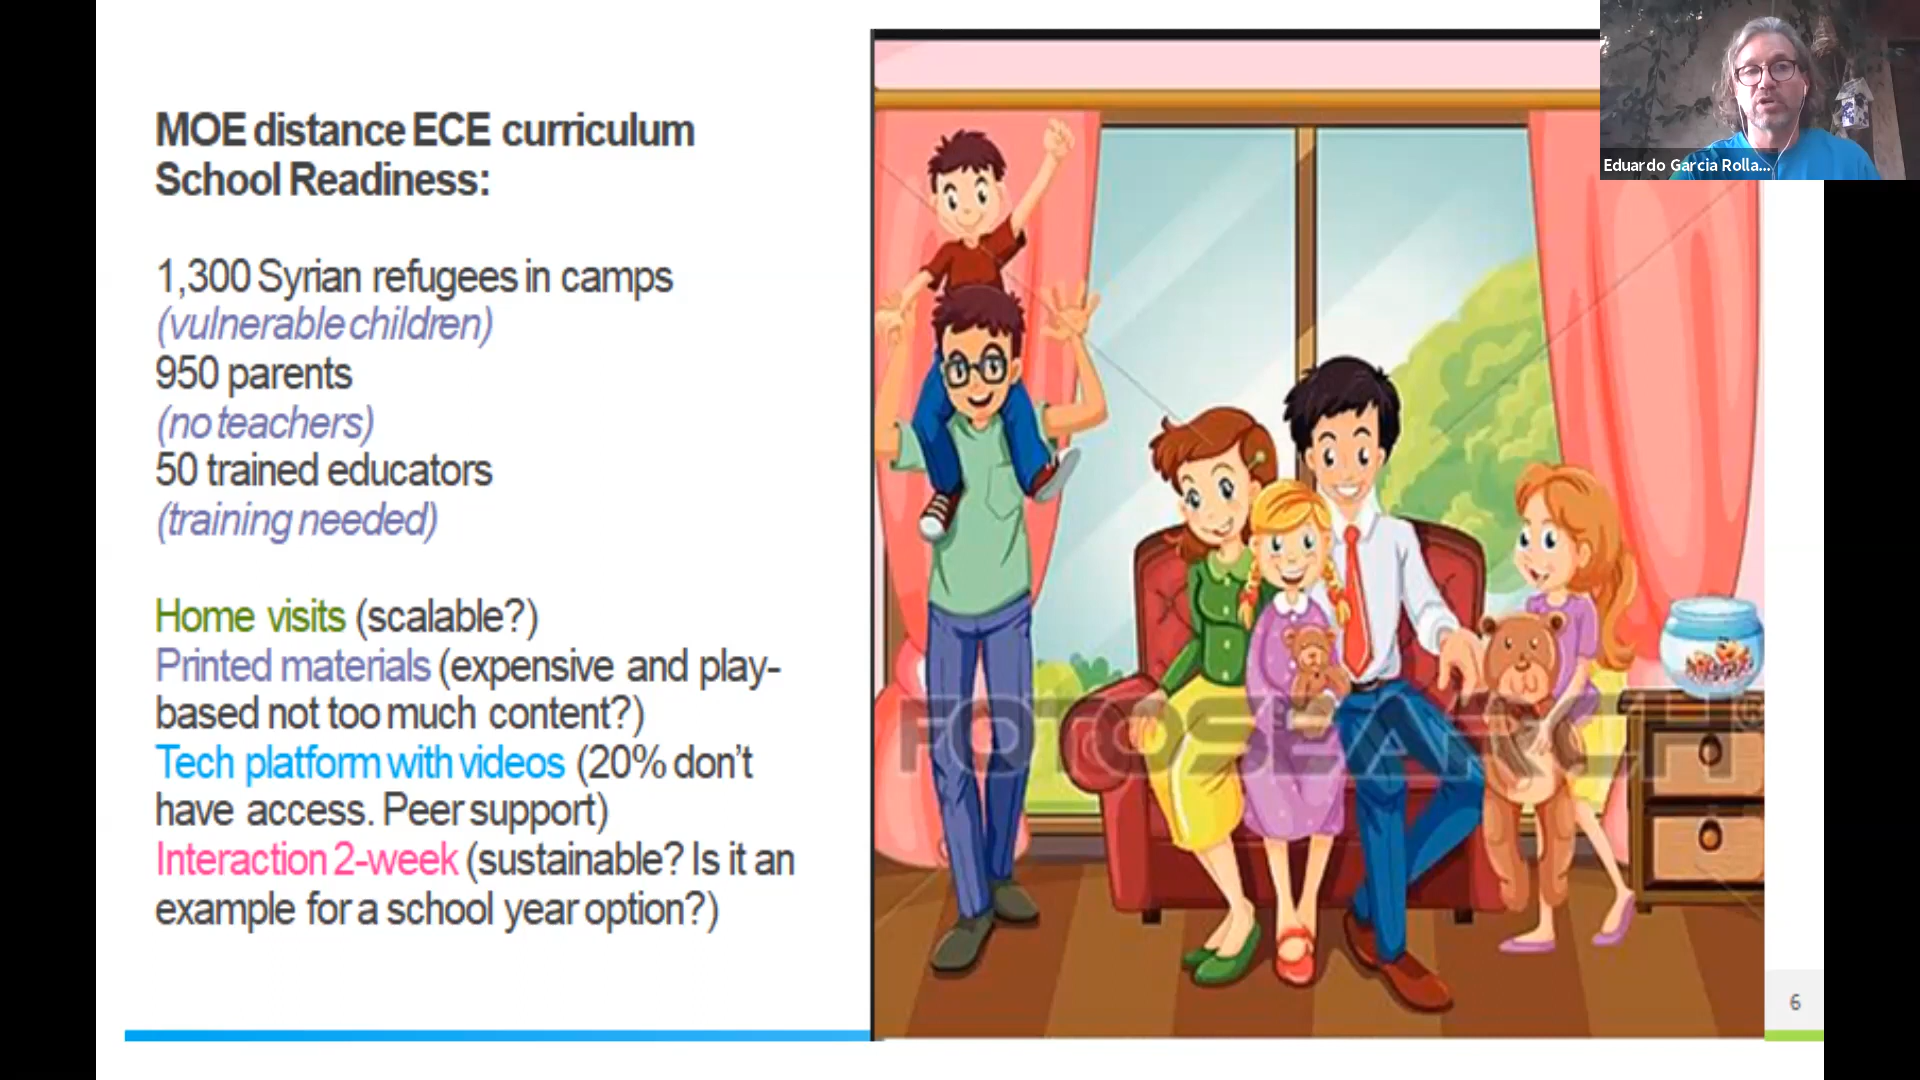 MOE distance ECE curriculum
School Readiness:
1,300 Syrian refugees in camps
(vulnerable children)
950 parents
(no teachers)
50 trained educators
(training needed)
Home visits (scalable?)
Printed materials (expensive and play-
based not too much content?)
Tech platform with videos (20% don’t
have access. Peer support)
Interaction 2-week (sustainable? Is it an
example for a school year option?)
Eduardo Garcia Rolla...
FOTOSEARCH®
6